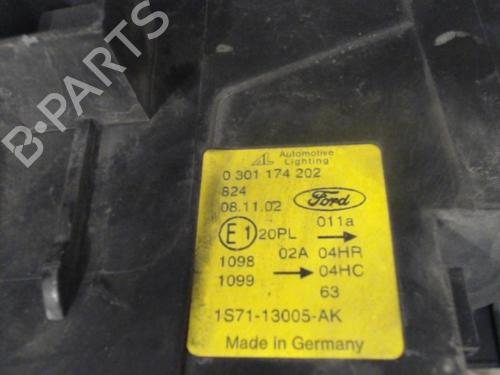 B-PARTS
AL Automotive
Lighting
0 301 174 202
824
08.11.02 Ford
011a
E1 20PL
02A 04HR
1098
04HC
1099
63
1S71-13005-AK
Made in Germany